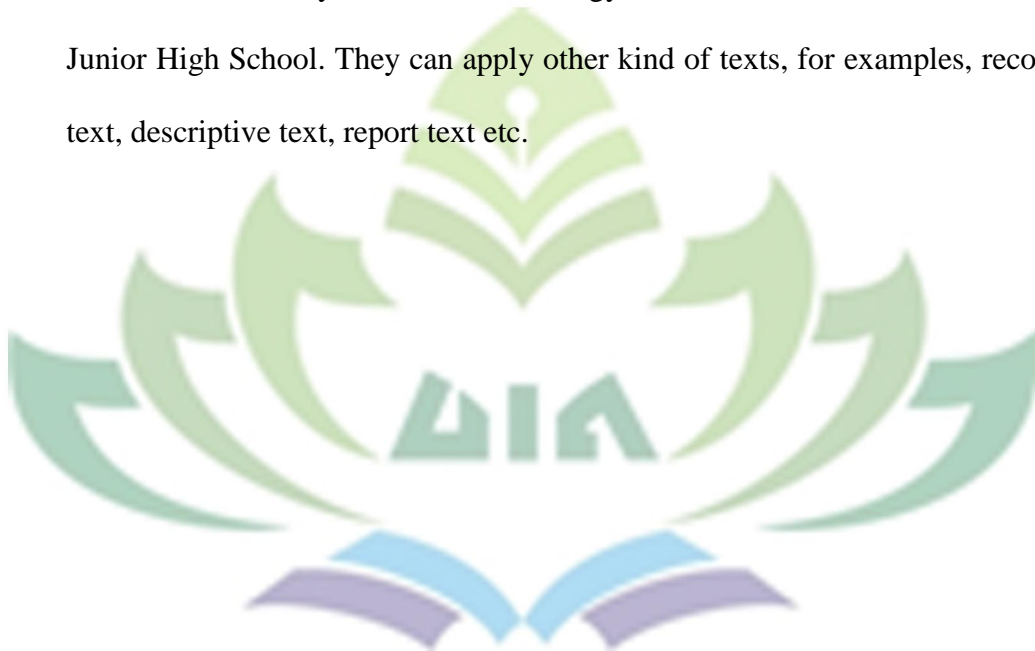 Junior High School. They can apply other kind of texts, for examples, reco
text, descriptive text, report text etc.
UIN